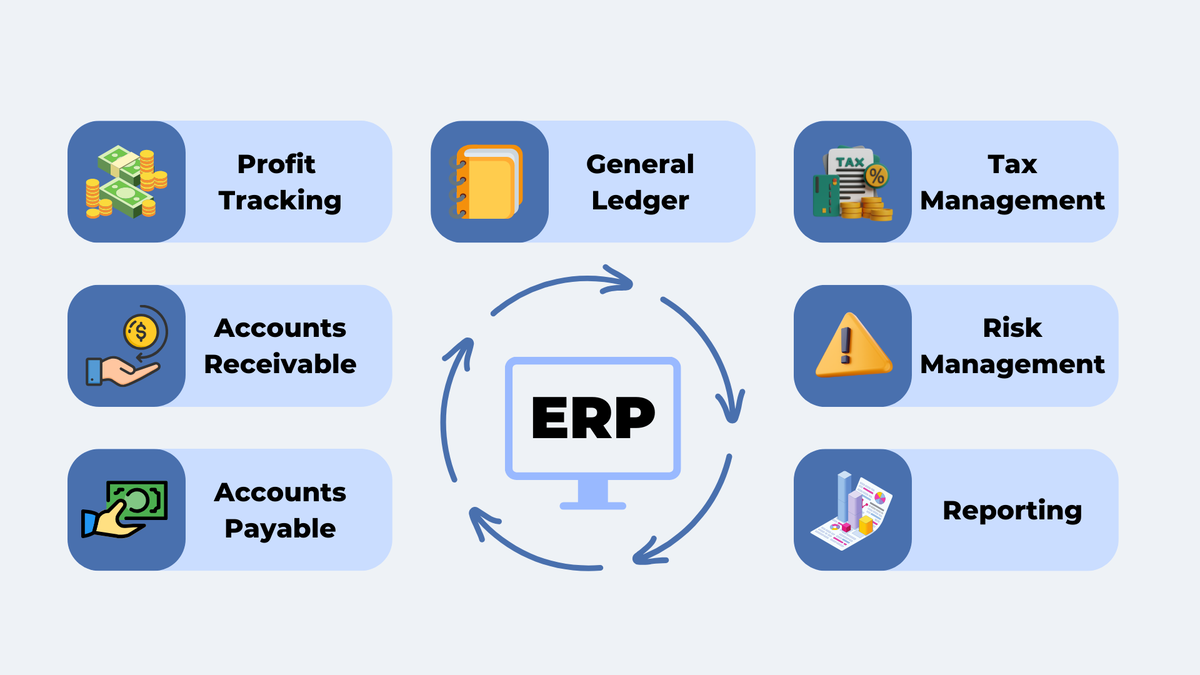 Profit
Tracking
General
Ledger
TAX
%
Tax
Management
Accounts
Receivable
$
ERP
Risk
Management
Accounts
Payable
Reporting